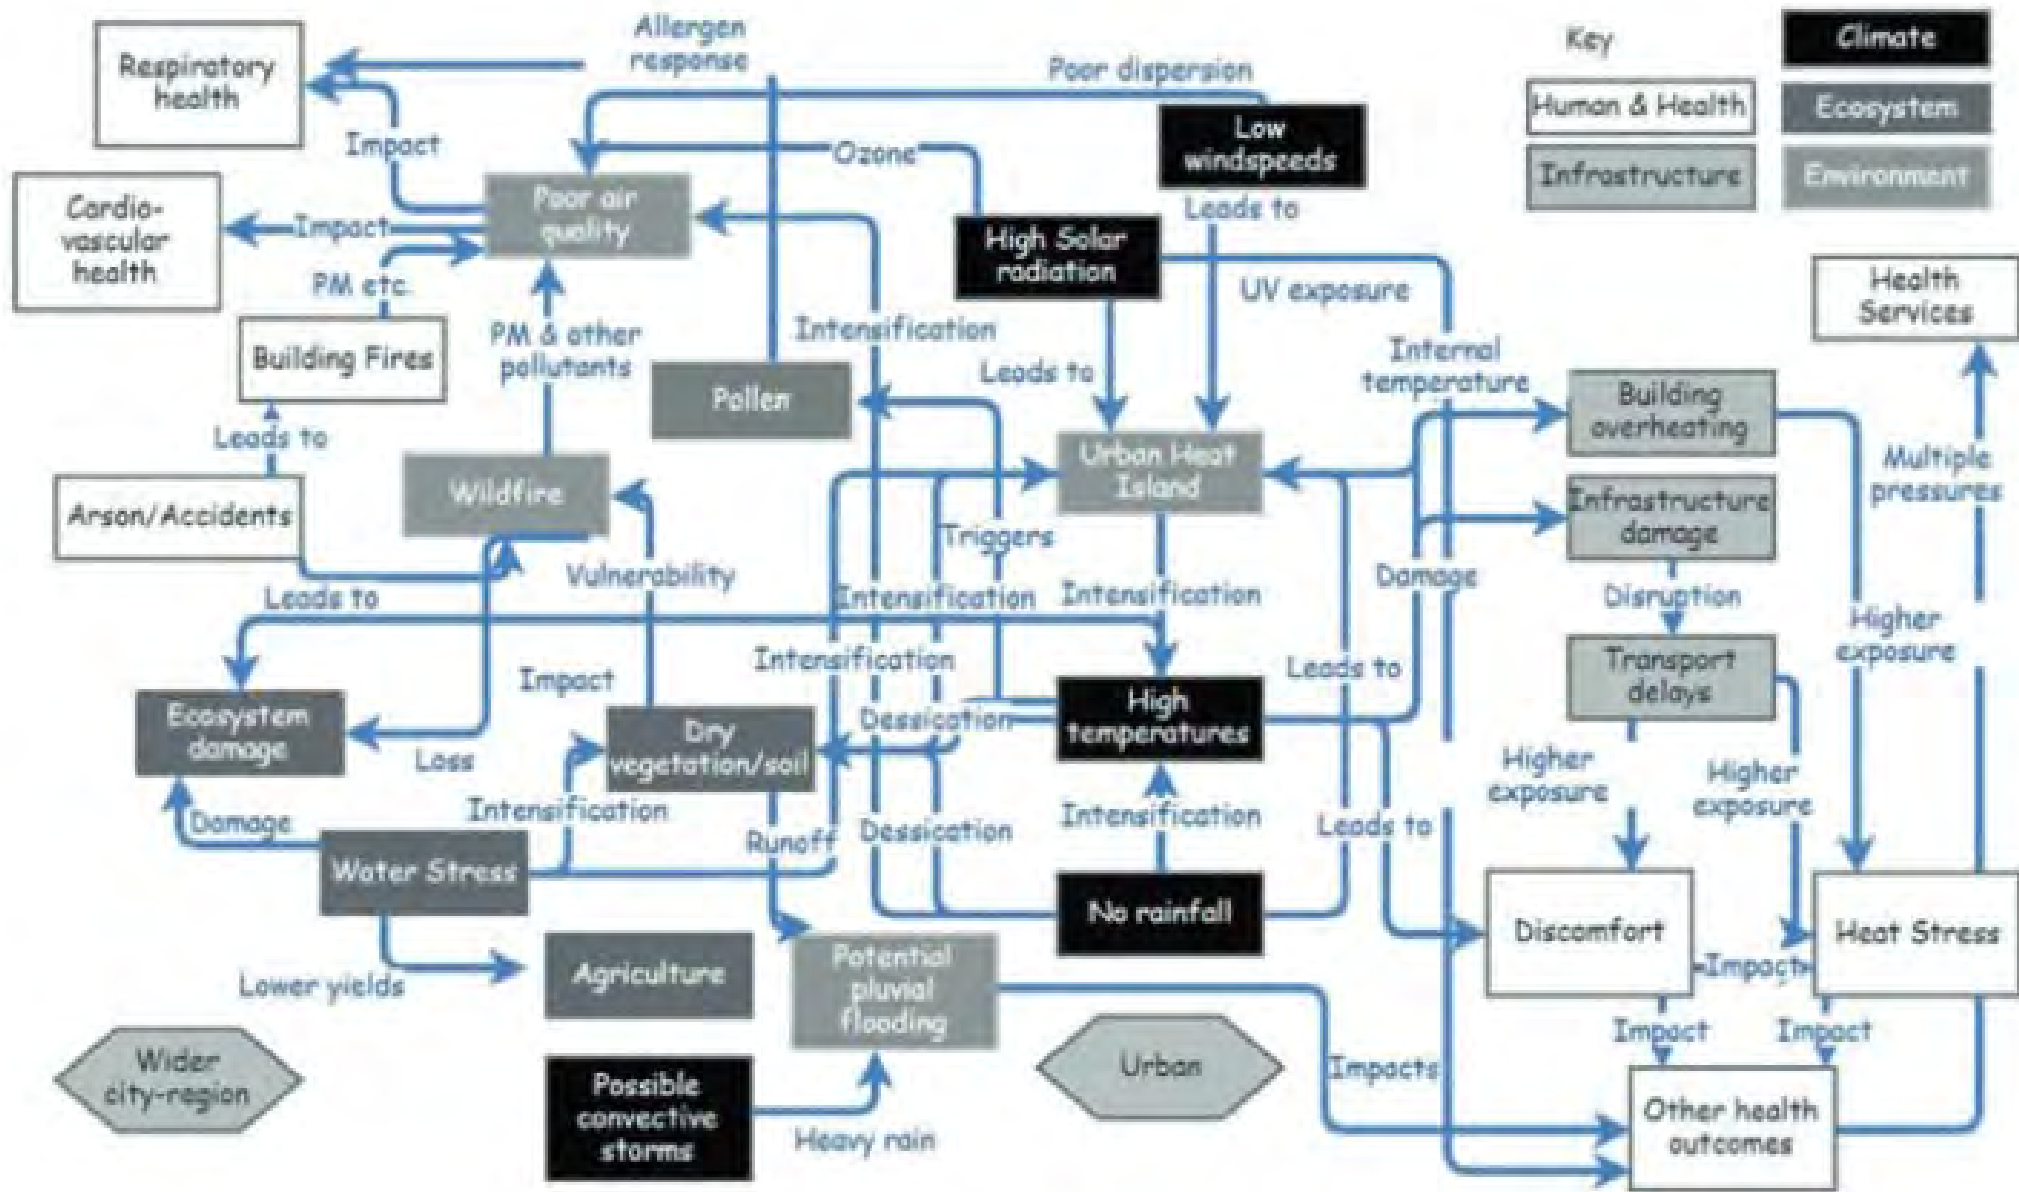 Allergen
response
Respiratory
health
Poor dispersion
Key
Climate
Human & Health
Ecosystem
Infrastructure
Environment
Low
windspeeds
Impact
Ozone
Cardio-
vascular
health
Impact
Poor air
quality
Leads to
High Solar
radiation
PM etc.
UV exposure
Health
Services
Building Fires
PM & other
pollutants
Intensification
Internal
temperature
Pollen
Leads to
Building
overheating
Leads to
Multiple
pressures
Arson/Accidents
Wildfire
Urban Heat
Island
Infrastructure
damage
Triggers
Vulnerability
Damage
Leads to
Intensification
Intensification
Disruption
Higher
exposure
Intensification
Impact
Leads to
Transport
delays
Ecosystem
damage
Loss
Dry
vegetation/soil
Dessication
High
temperatures
Higher
exposure
Higher
exposure
Damage
Intensification
Runoff
Dessication
Intensification
Leads to
Water Stress
No rainfall
Discomfort
Impact
Heat Stress
Lower yields
Agriculture
Potential
pluvial
flooding
Impact
Impact
Wider
city-region
Urban
Impacts
Possible
convective
storms
Heavy rain
Other health
outcomes